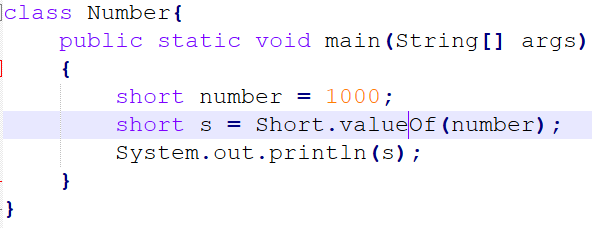 class Number{
public static void main(String[] args)
{
short number = 1000;
short s = Short.valueOf(number);
System.out.println(s);
}
}